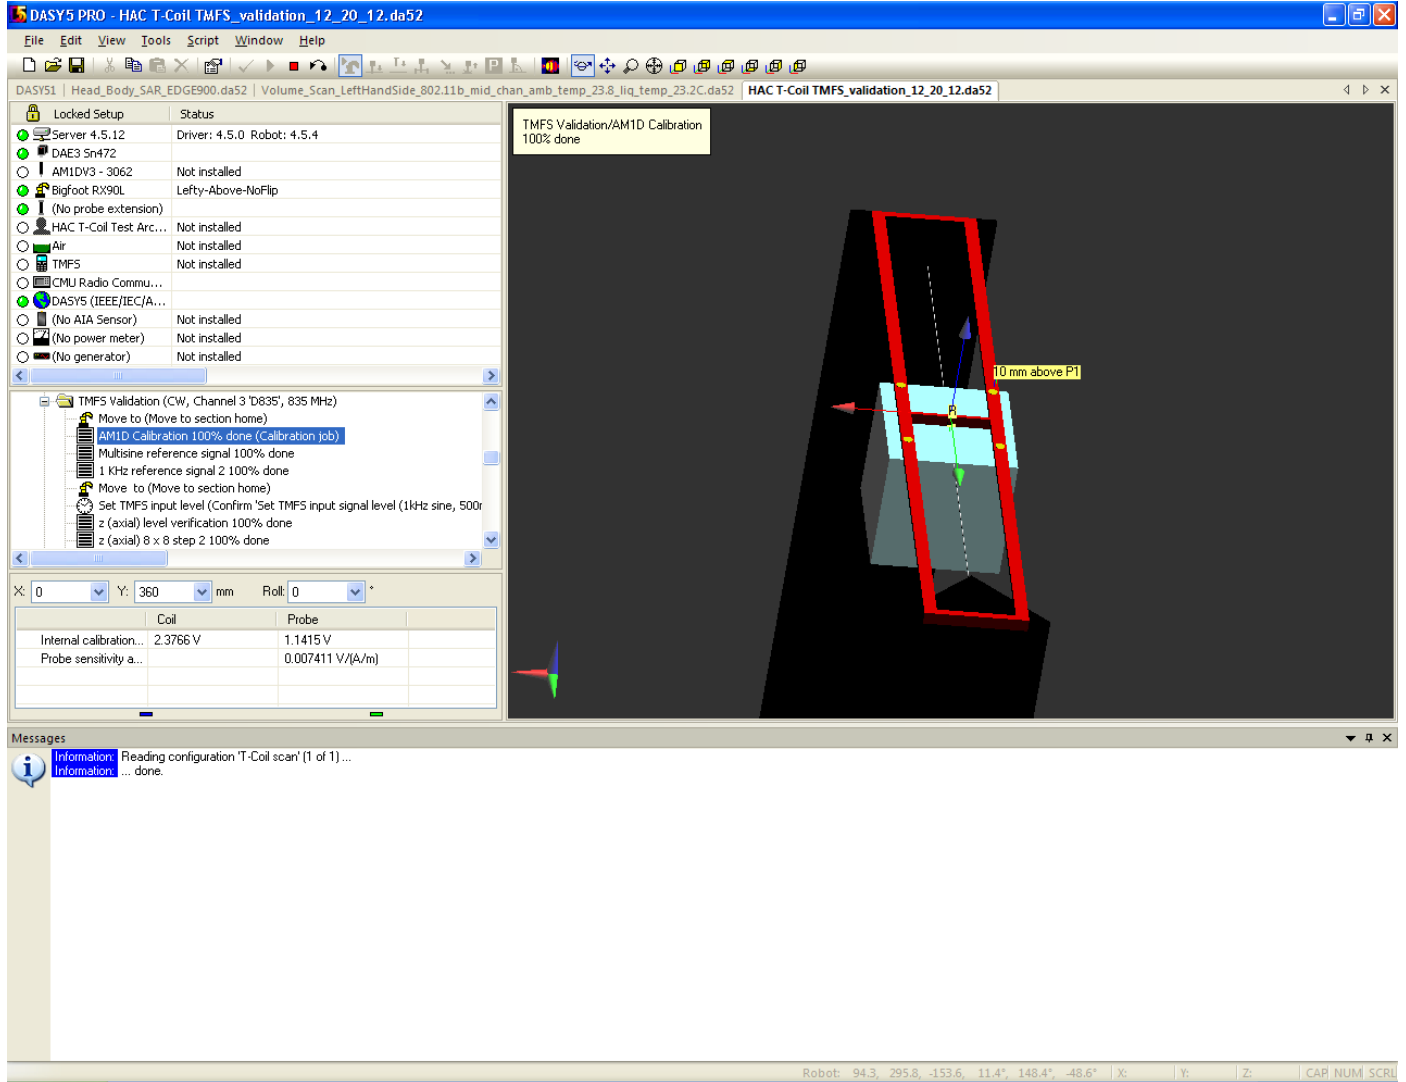 DASY5 PRO - HAC T-Coil TMFS_validation_12_20_12.da52
File Edit View Tools Script Window Help
DASY51 | Head_Body_SAR_EDGE900.da52 | Volume_Scan_LeftHandSide_802.11b_mid_chan_amb_temp_23.8_liq_temp_23.2C.da52 HAC T-Coil TMFS_validation_12_20_12.da52
Locked Setup Status
Server 4.5.12 Driver: 4.5.0 Robot: 4.5.4
DAE3 Sn472
AM1DV3 - 3062 Not installed
Bigfoot RX90L Lefty-Above-NoFlip
(No probe extension)
HAC T-Coil Test Arc... Not installed
Air Not installed
TMFS Not installed
CMU Radio Commu...
DASY5 (IEEE/IEC/A...
(No AIA Sensor) Not installed
(No power meter) Not installed
(No generator) Not installed
TMFS Validation (CW, Channel 3 'D835', 835 MHz)
Move to (Move to section home)
AM1D Calibration 100% done (Calibration job)
Multisine reference signal 100% done
1 KHz reference signal 2 100% done
Move to (Move to section home)
Set TMFS input level (Confirm 'Set TMFS input signal level (1kHz sine, 500r
z (axial) level verification 100% done
z (axial) 8 x 8 step 2 100% done
X: 0 Y: 360 mm Roll: 0 °
Coil Probe
Internal calibration... 2.3766 V 1.1415 V
Probe sensitivity a... 0.007411 V/(A/m)
TMFS Validation/AM1D Calibration
100% done
10 mm above P1
Messages
Information: Reading configuration 'T-Coil scan' (1 of 1) ...
Information: ... done.
Robot: 94.3, 295.8, -153.6, 11.4°, 148.4°, -48.6° X: Y: Z: CAP NUM SCRL